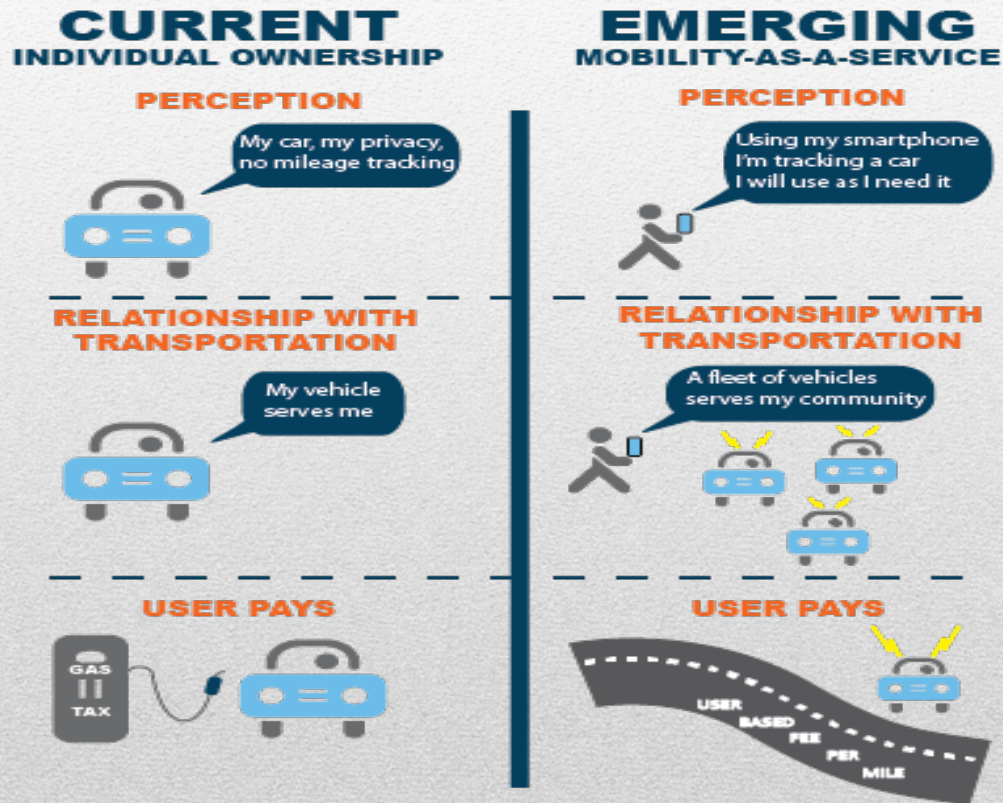 CURRENT
INDIVIDUAL OWNERSHIP
PERCEPTION
My car, my privacy,
no mileage tracking
RELATIONSHIP WITH
TRANSPORTATION
My vehicle
serves me
USER PAYS
GAS
TAX
EMERGING
MOBILITY-AS-A-SERVICE
PERCEPTION
Using my smartphone
I'm tracking a car
I will use as I need it
RELATIONSHIP WITH
TRANSPORTATION
A fleet of vehicles
serves my community
USER PAYS
USER
BASED
FEE
PER
MILE